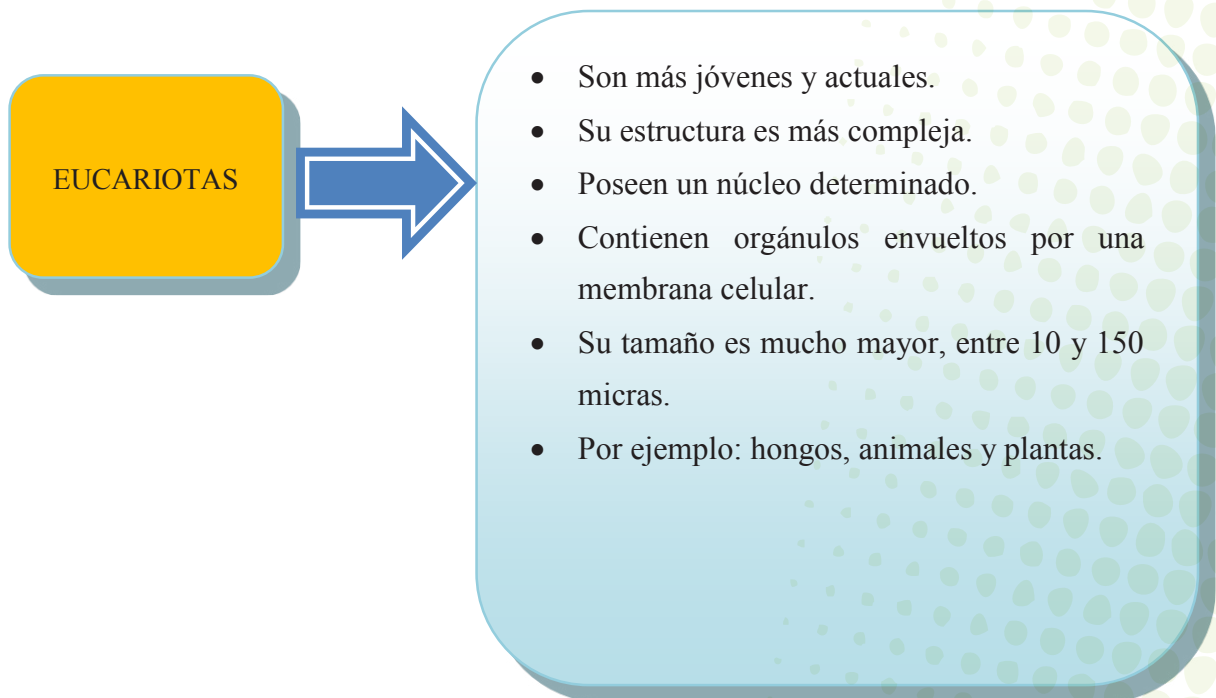 EUCARIOTAS
• Son más jóvenes y actuales.
• Su estructura es más compleja.
• Poseen un núcleo determinado.
• Contienen orgánulos envueltos por una
membrana celular.
• Su tamaño es mucho mayor, entre 10 y 150
micras.
• Por ejemplo: hongos, animales y plantas.